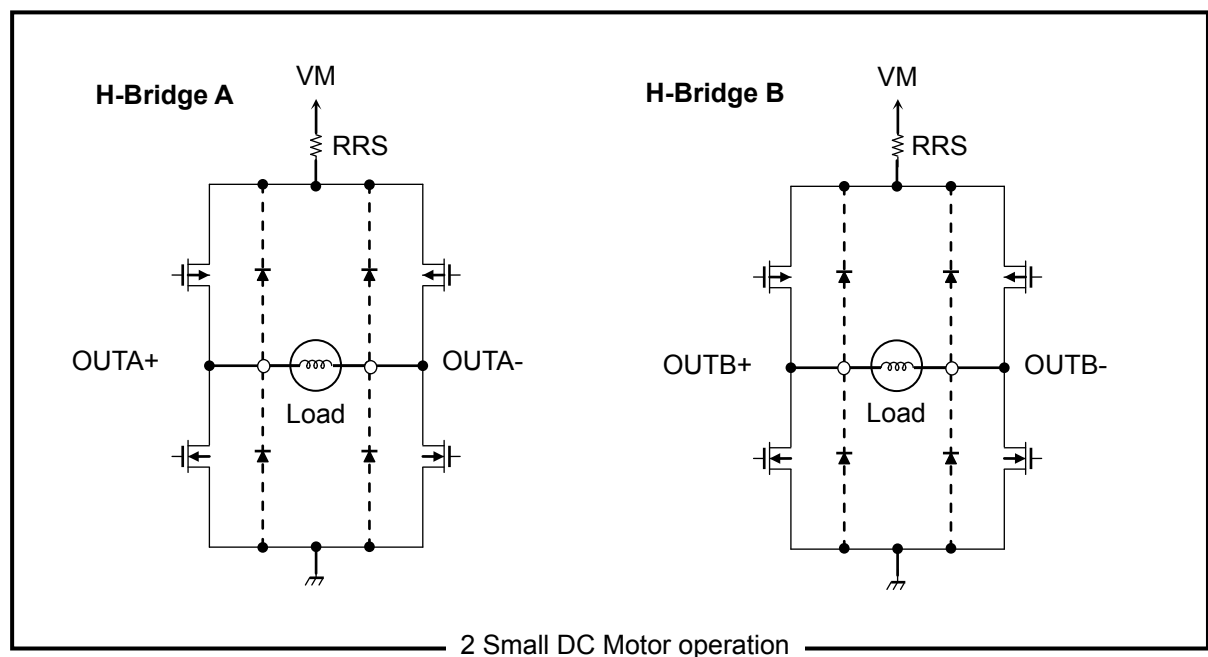 VM
VM
H-Bridge A
H-Bridge B
RRS
RRS
OUTA+
OUTA-
OUTB+
OUTB-
Load
Load
2 Small DC Motor operation